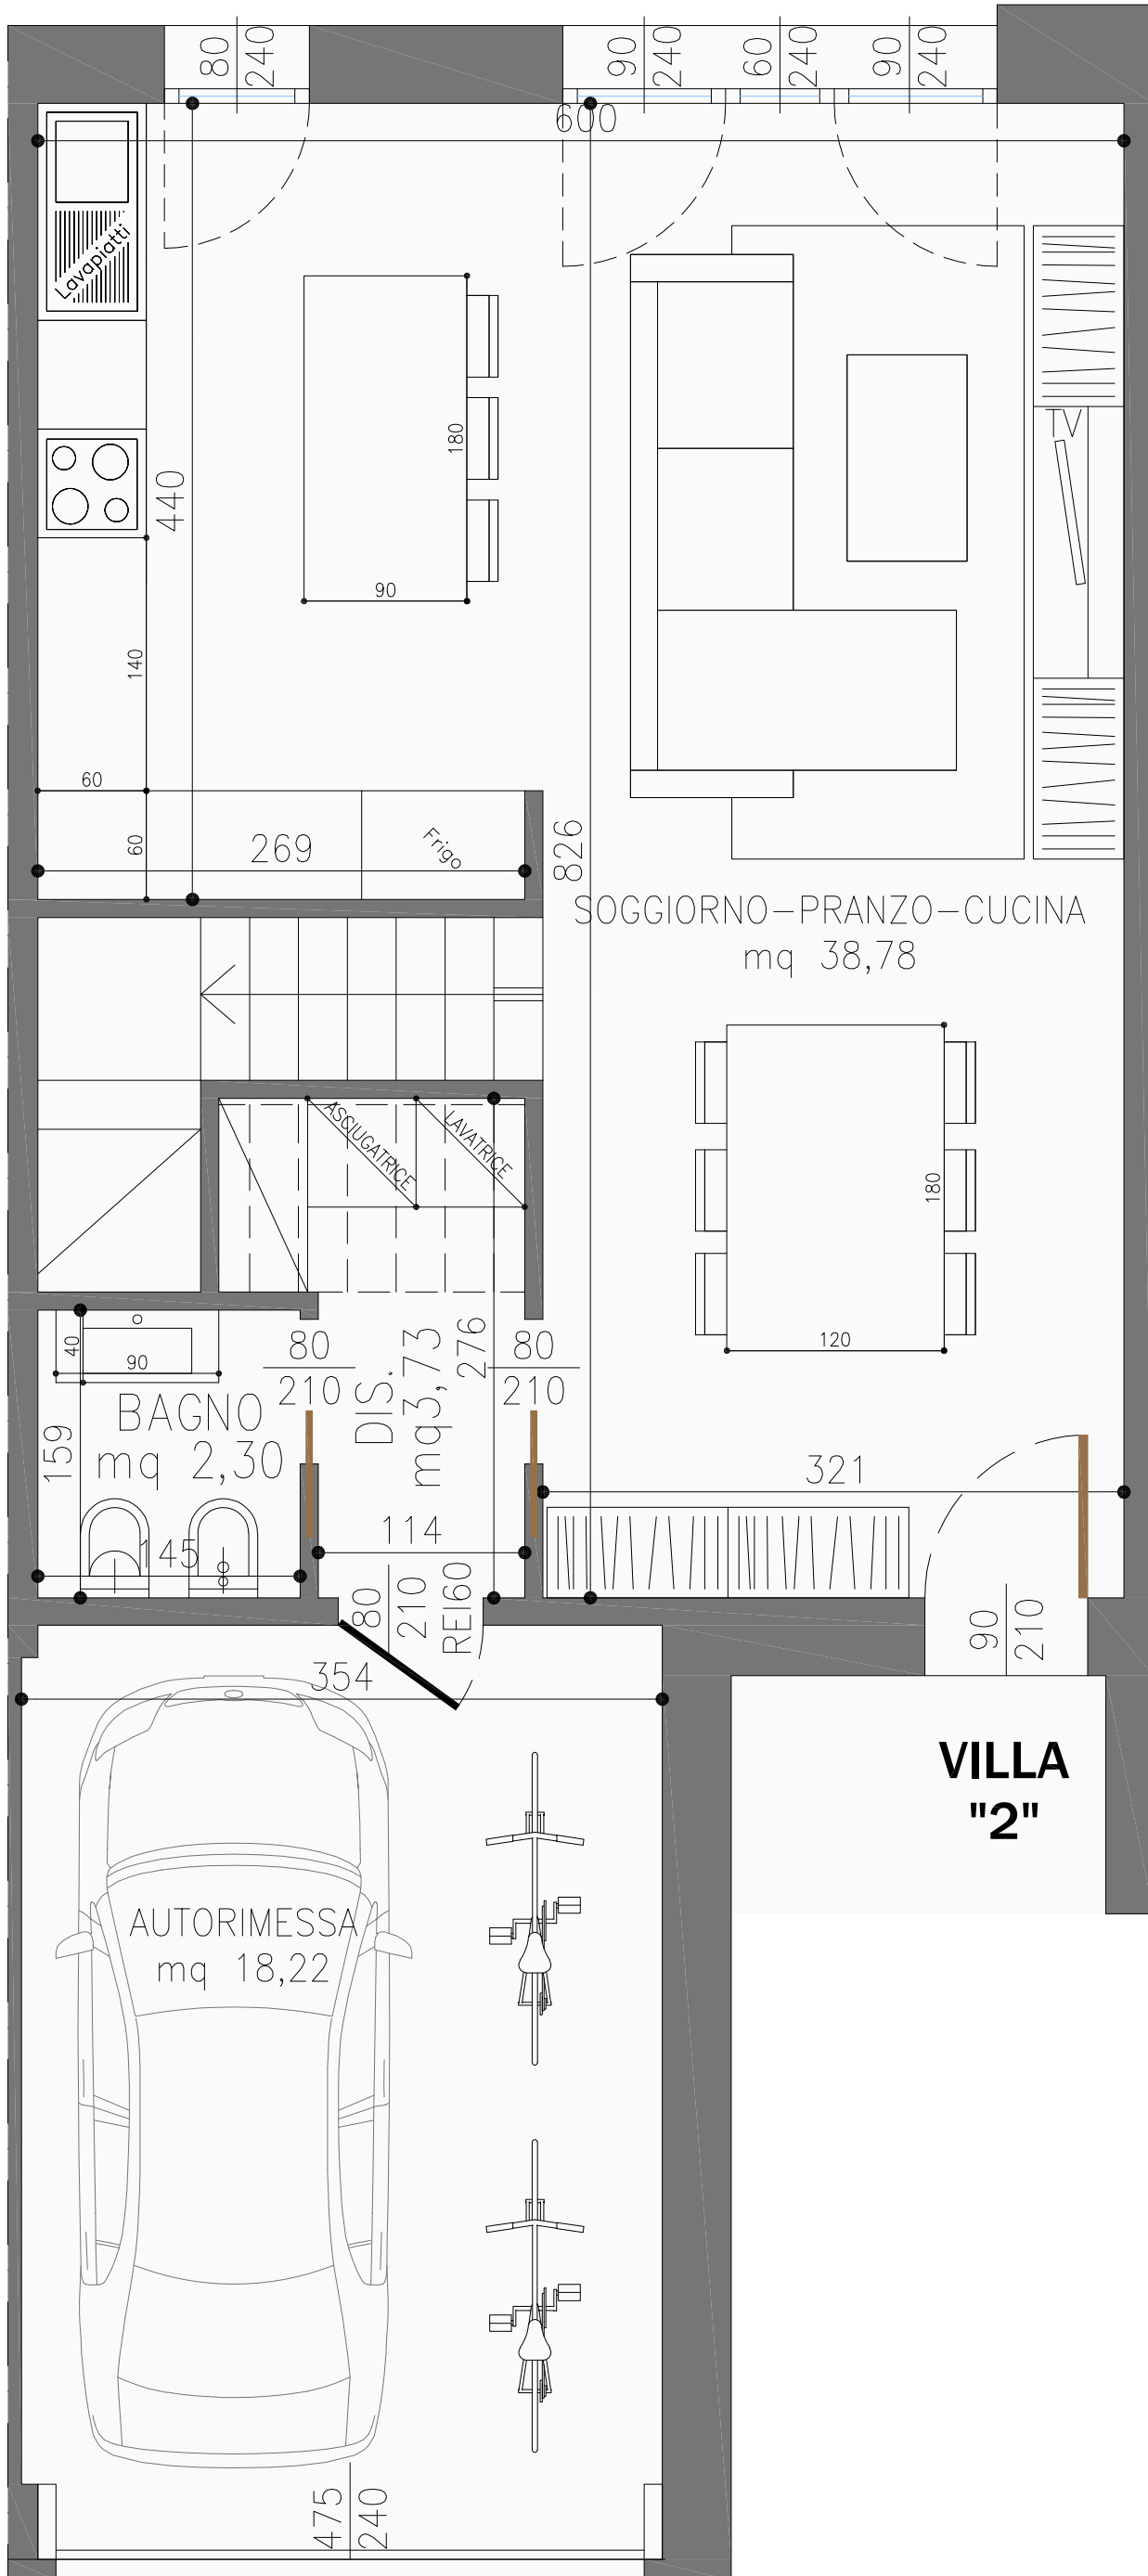 80
240
90
240
60
240
90
240
600
Lavapiatti
TV
180
440
90
140
60
60
269
Frigo
826
SOGGIORNO-PRANZO-CUCINA
mq 38,78
ASCIUGATRICE
LAVATRICE
180
120
40
90
80
210
DIS.
mq3,73
276
80
210
BAGNO
mq 2,30
159
145
114
321
80
210
REI60
90
210
354
VILLA
"2"
AUTORIMESSA
mq 18,22
475
240